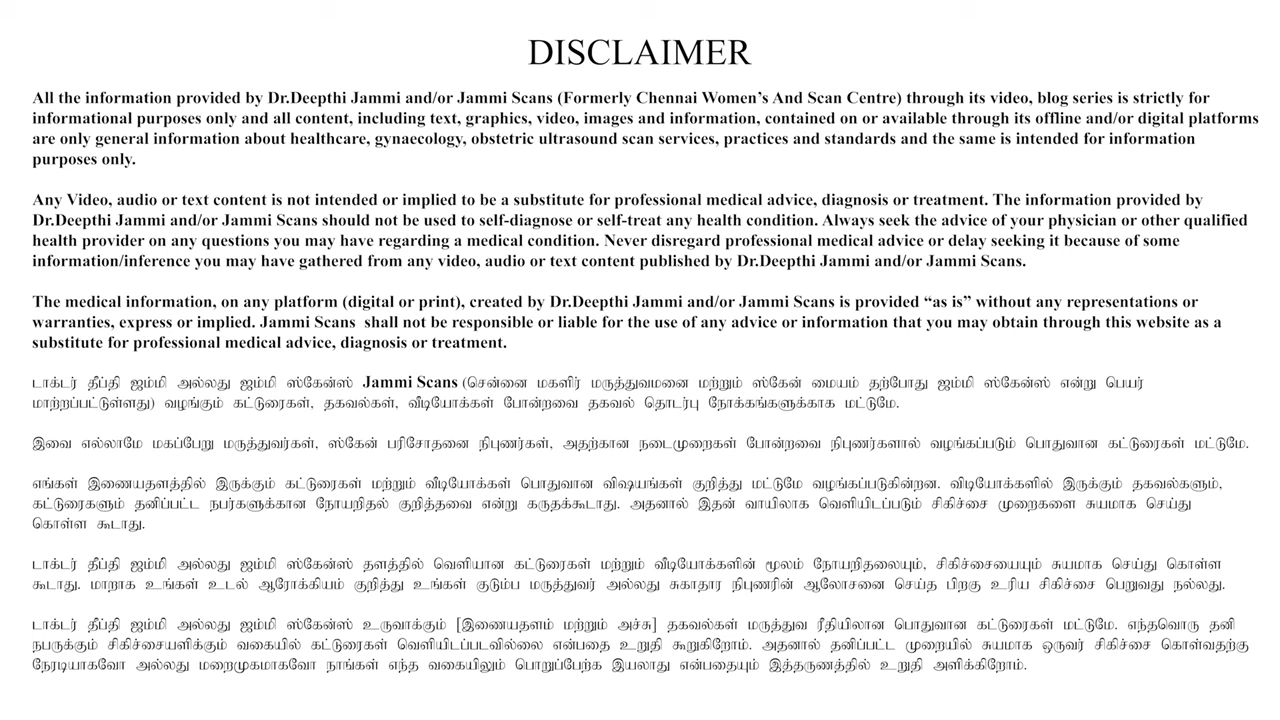 DISCLAIMER
All the information provided by Dr.Deepthi Jammi and/or Jammi Scans (Formerly Chennai Women’s And Scan Centre) through its video, blog series is strictly for
informational purposes only and all content, including text, graphics, video, images and information, contained on or available through its offline and/or digital platforms
are only general information about healthcare, gynaecology, obstetric ultrasound scan services, practices and standards and the same is intended for information
purposes only.
Any Video, audio or text content is not intended or implied to be a substitute for professional medical advice, diagnosis or treatment. The information provided by
Dr.Deepthi Jammi and/or Jammi Scans should not be used to self-diagnose or self-treat any health condition. Always seek the advice of your physician or other qualified
health provider on any questions you may have regarding a medical condition. Never disregard professional medical advice or delay seeking it because of some
information/inference you may have gathered from any video, audio or text content published by Dr.Deepthi Jammi and/or Jammi Scans.
The medical information, on any platform (digital or print), created by Dr.Deepthi Jammi and/or Jammi Scans is provided “as is” without any representations or
warranties, express or implied. Jammi Scans shall not be responsible or liable for the use of any advice or information that you may obtain through this website as a
substitute for professional medical advice, diagnosis or treatment.
டாக்டர் தீப்தி ஜம்மி அல்லது ஜம்மி ஸ்கேன்ஸ் Jammi Scans (சென்னை மகளிர் மருத்துவமனை மற்றும் ஸ்கேன் மையம் தற்போது ஜம்மி ஸ்கேன்ஸ் என்று பெயர்
மாற்றப்பட்டுள்ளது) வழங்கும் கட்டுரைகள், தகவல்கள், வீடியோக்கள் போன்றவை தகவல் தொடர்பு நோக்கங்களுக்காக மட்டுமே.
இவை எல்லாமே மகப்பேறு மருத்துவர்கள், ஸ்கேன் பரிசோதனை நிபுணர்கள், அதற்கான நடைமுறைகள் போன்றவை நிபுணர்களால் வழங்கப்படும் பொதுவான கட்டுரைகள் மட்டுமே.
எங்கள் இணையதளத்தில் இருக்கும் கட்டுரைகள் மற்றும் வீடியோக்கள் பொதுவான விஷயங்கள் குறித்து மட்டுமே வழங்கப்படுகின்றன. விடியோக்களில் இருக்கும் தகவல்களும்,
கட்டுரைகளும் தனிப்பட்ட நபர்களுக்கான நோயறிதல் குறித்தவை என்று கருதக்கூடாது. அதனால் இதன் வாயிலாக வெளியிடப்படும் சிகிச்சை முறைகளை சுயமாக செய்து
கொள்ள கூடாது.
டாக்டர் தீப்தி ஜம்மி அல்லது ஜம்மி ஸ்கேன்ஸ் தளத்தில் வெளியான கட்டுரைகள் மற்றும் வீடியோக்களின் மூலம் நோயறிதலையும், சிகிச்சையையும் சுயமாக செய்து கொள்ள
கூடாது. மாறாக உங்கள் உடல் ஆரோக்கியம் குறித்து உங்கள் குடும்ப மருத்துவர் அல்லது சுகாதார நிபுணரின் ஆலோசனை செய்த பிறகு உரிய சிகிச்சை பெறுவது நல்லது.
டாக்டர் தீப்தி ஜம்மி அல்லது ஜம்மி ஸ்கேன்ஸ் உருவாக்கும் [இணையதளம் மற்றும் அச்சு] தகவல்கள் மருத்துவ ரீதியிலான பொதுவான கட்டுரைகள் மட்டுமே. எந்தவொரு தனி
நபருக்கும் சிகிச்சையளிக்கும் வகையில் கட்டுரைகள் வெளியிடப்படவில்லை என்பதை உறுதி கூறுகிறோம். அதனால் தனிப்பட்ட முறையில் சுயமாக ஒருவர் சிகிச்சை கொள்வதற்கு
நேரடியாகவோ அல்லது மறைமுகமாகவோ நாங்கள் எந்த வகையிலும் பொறுப்பேற்க இயலாது என்பதையும் இத்தருணத்தில் உறுதி அளிக்கிறோம்.